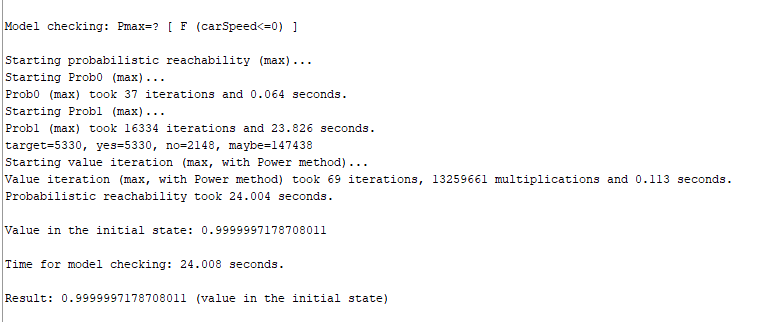 Model checking: Pmax=? [ F (carSpeed<=0) ]
Starting probabilistic reachability (max)...
Starting Prob0 (max)...
Prob0 (max) took 37 iterations and 0.064 seconds.
Starting Prob1 (max)...
Prob1 (max) took 16334 iterations and 23.826 seconds.
target=5330, yes=5330, no=2148, maybe=147438
Starting value iteration (max, with Power method)...
Value iteration (max, with Power method) took 69 iterations, 13259661 multiplications and 0.113 seconds.
Probabilistic reachability took 24.004 seconds.
Value in the initial state: 0.9999997178708011
Time for model checking: 24.008 seconds.
Result: 0.9999997178708011 (value in the initial state)